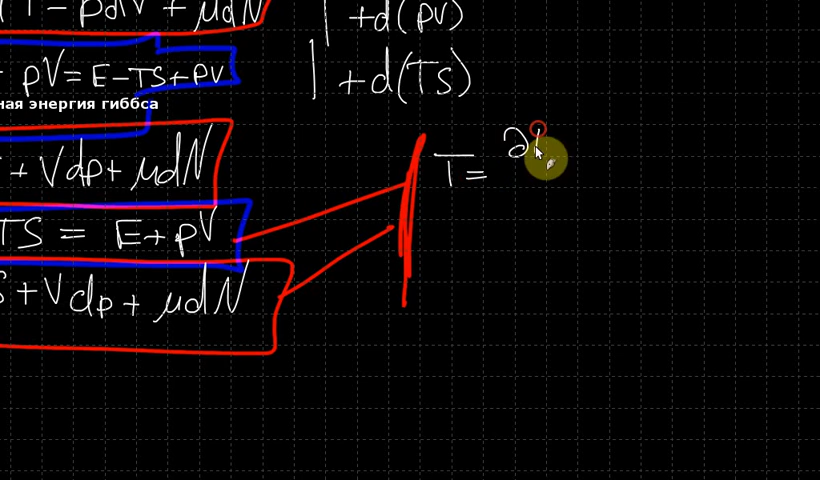 T - pdV + μdN
| +d(pV)
pV = E-TS+pV
| +d(TS)
ная энергия гиббса
+ Vdp+ μdN
T= ∂
TS = E+pV
S +Vdp+ μdN